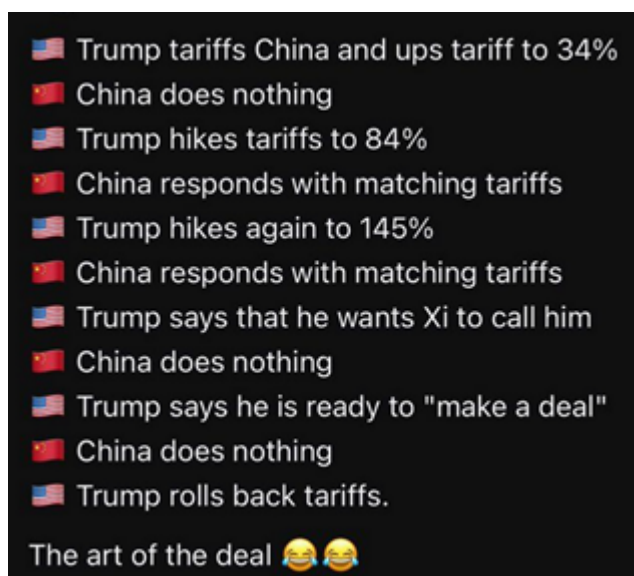 🇺🇸 Trump tariffs China and ups tariff to 34%
🇨🇳 China does nothing
🇺🇸 Trump hikes tariffs to 84%
🇨🇳 China responds with matching tariffs
🇺🇸 Trump hikes again to 145%
🇨🇳 China responds with matching tariffs
🇺🇸 Trump says that he wants Xi to call him
🇨🇳 China does nothing
🇺🇸 Trump says he is ready to "make a deal"
🇨🇳 China does nothing
🇺🇸 Trump rolls back tariffs.
The art of the deal 😂😂